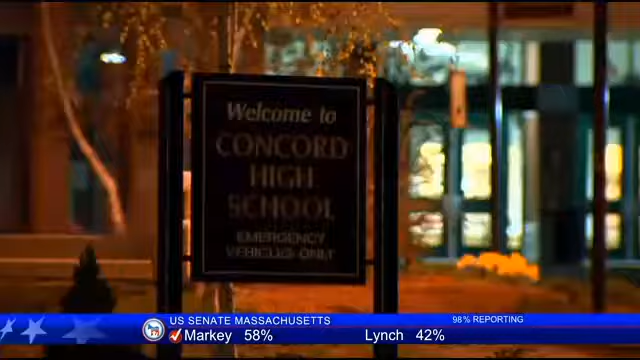 Welcome to
CONCORD
HIGH
SCHOOL
EMERGENCY
VEHICLES ONLY
US SENATE MASSACHUSETTS
98% REPORTING
Markey 58% Lynch 42%